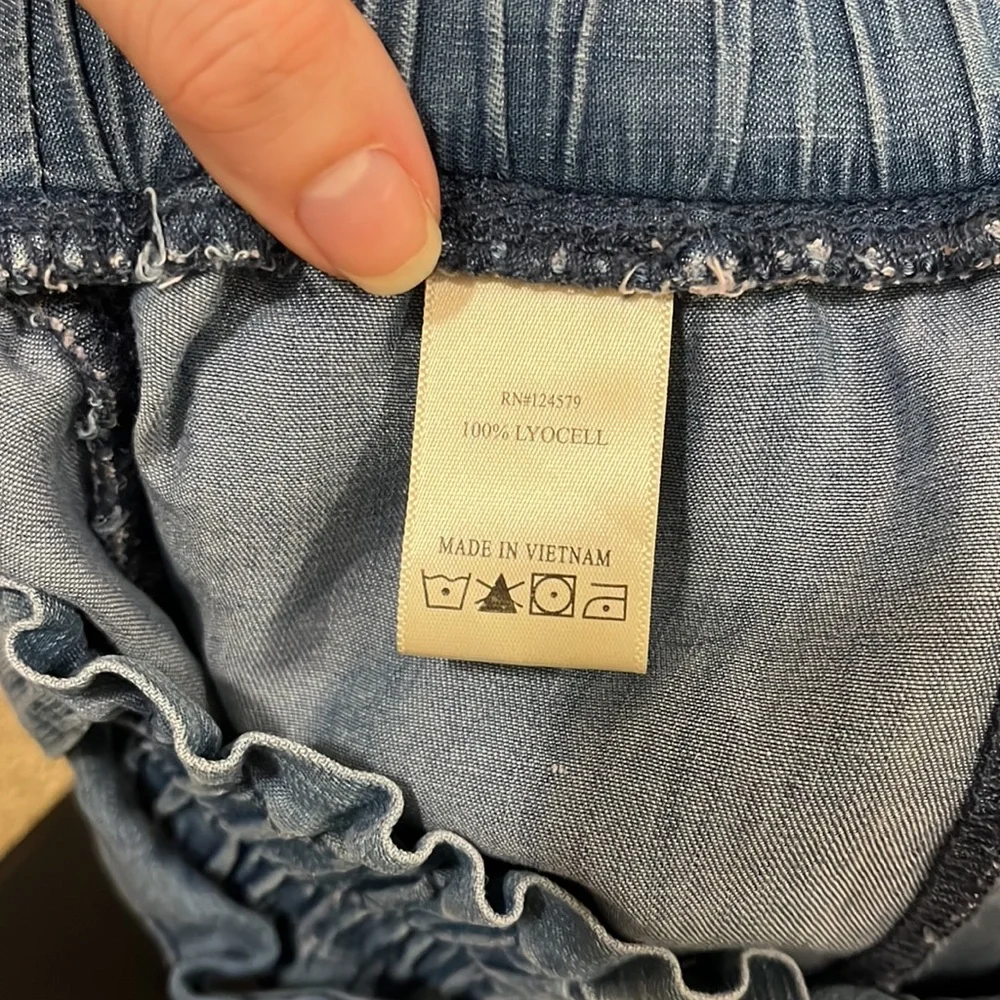 RN#124579
100% LYOCELL
MADE IN VIETNAM